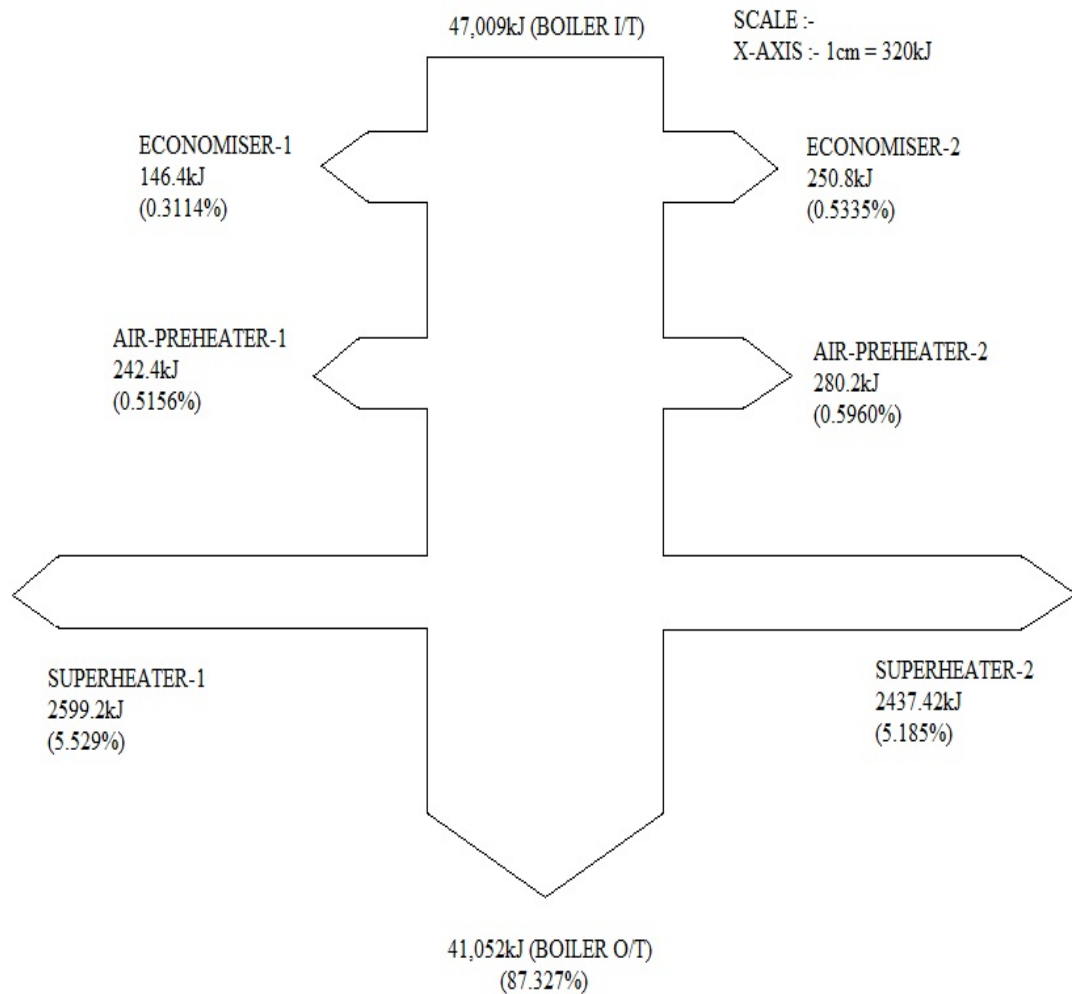 47,009kJ (BOILER I/T)
SCALE :-
X-AXIS :- 1cm = 320kJ
ECONOMISER-1
146.4kJ
(0.3114%)
ECONOMISER-2
250.8kJ
(0.5335%)
AIR-PREHEATER-1
242.4kJ
(0.5156%)
AIR-PREHEATER-2
280.2kJ
(0.5960%)
SUPERHEATER-1
2599.2kJ
(5.529%)
SUPERHEATER-2
2437.42kJ
(5.185%)
41,052kJ (BOILER O/T)
(87.327%)